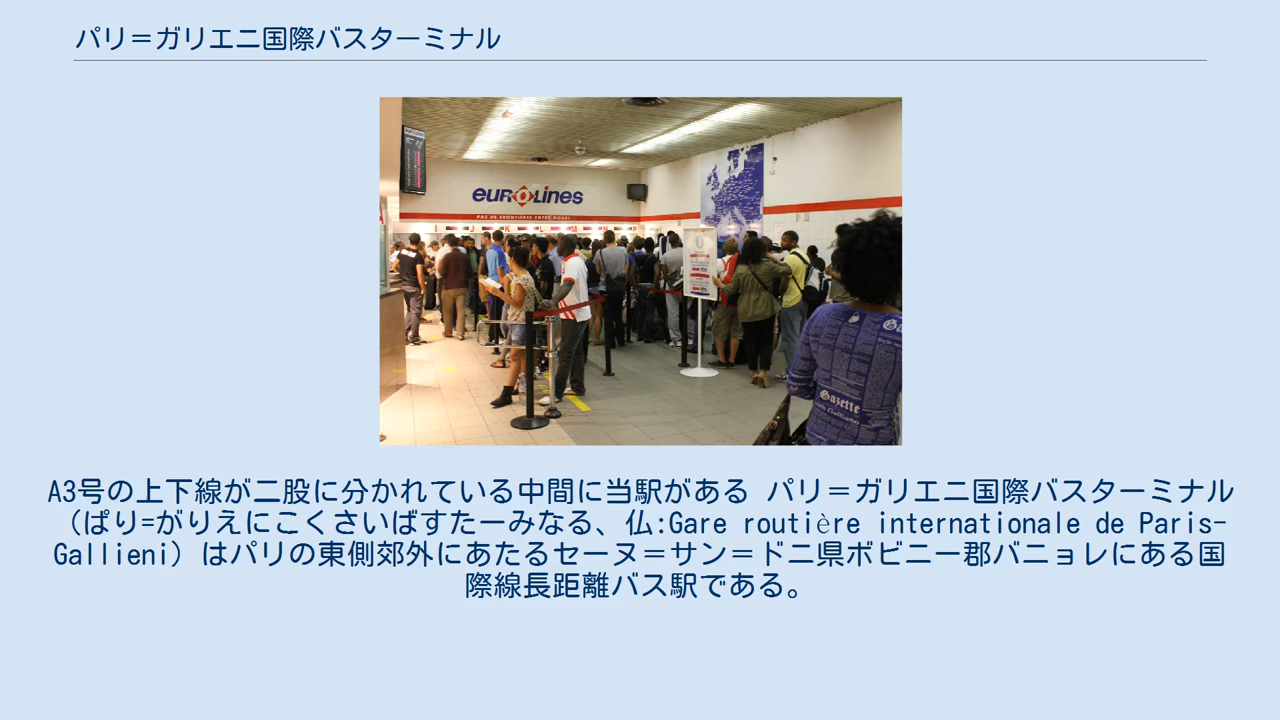 パリ＝ガリエニ国際バスターミナル
eurolines
PAS DE FRONTIÈRES ENTRE NOUS!
I J K L M N P
Gazette
A3号の上下線が二股に分かれている中間に当駅がある パリ＝ガリエニ国際バスターミナル
（ぱり=がりえにこくさいばすたーみなる、仏:Gare routière internationale de Paris-
Gallieni）はパリの東側郊外にあたるセーヌ＝サン＝ドニ県ボビニー郡バニョレにある国
際線長距離バス駅である。